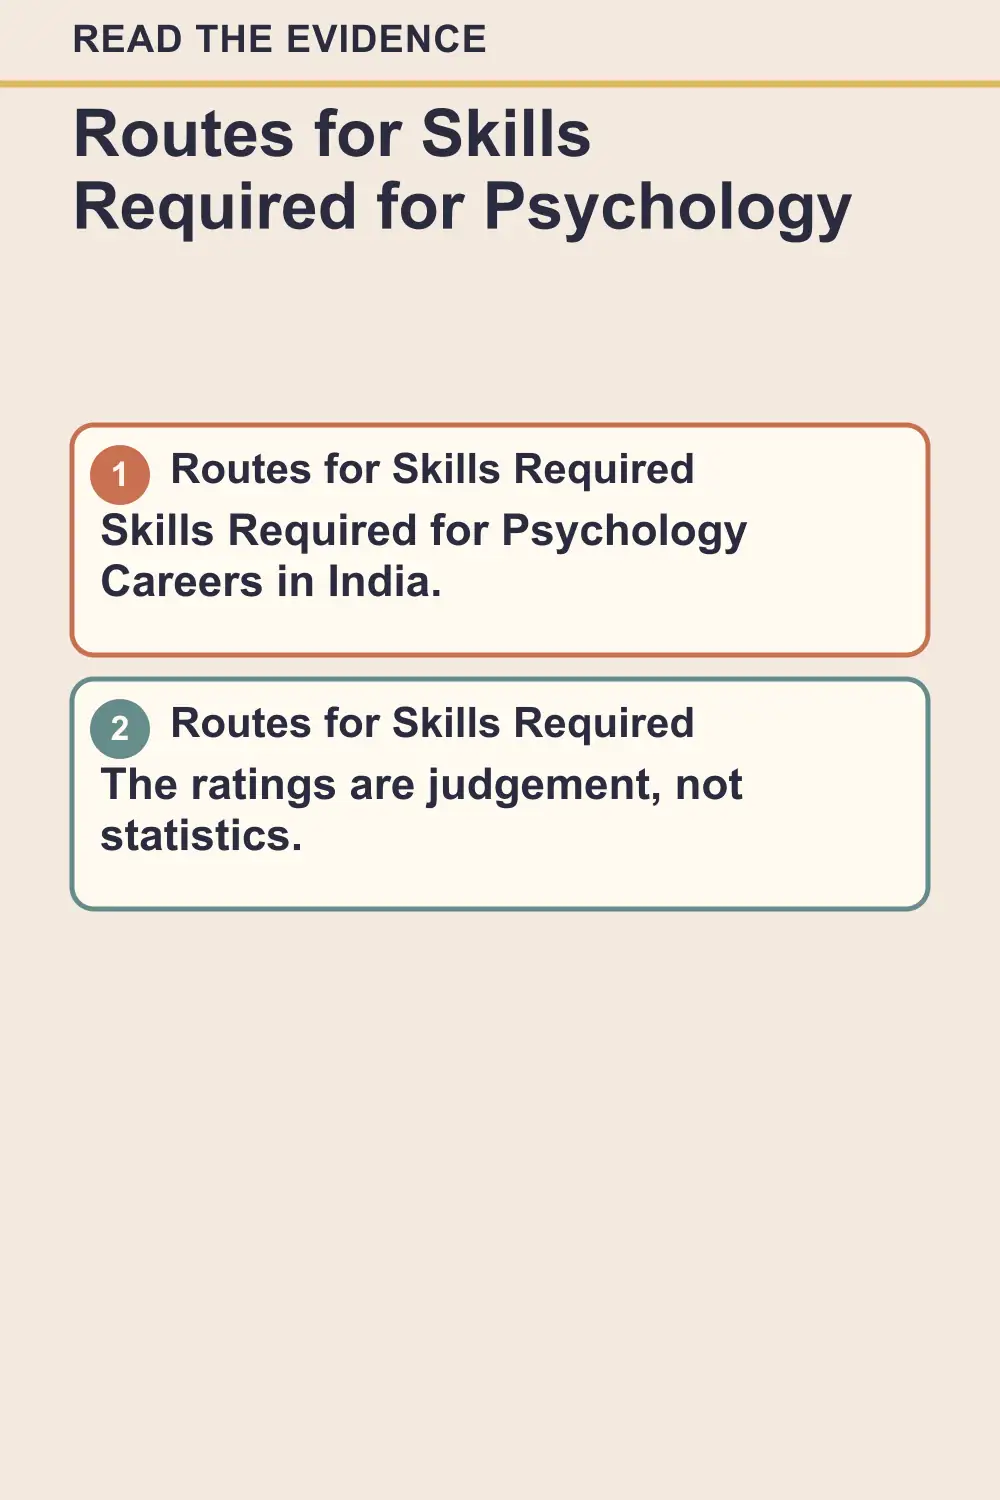 READ THE EVIDENCE
Routes for Skills
Required for Psychology
1 Routes for Skills Required
Skills Required for Psychology
Careers in India.
2 Routes for Skills Required
The ratings are judgement, not
statistics.